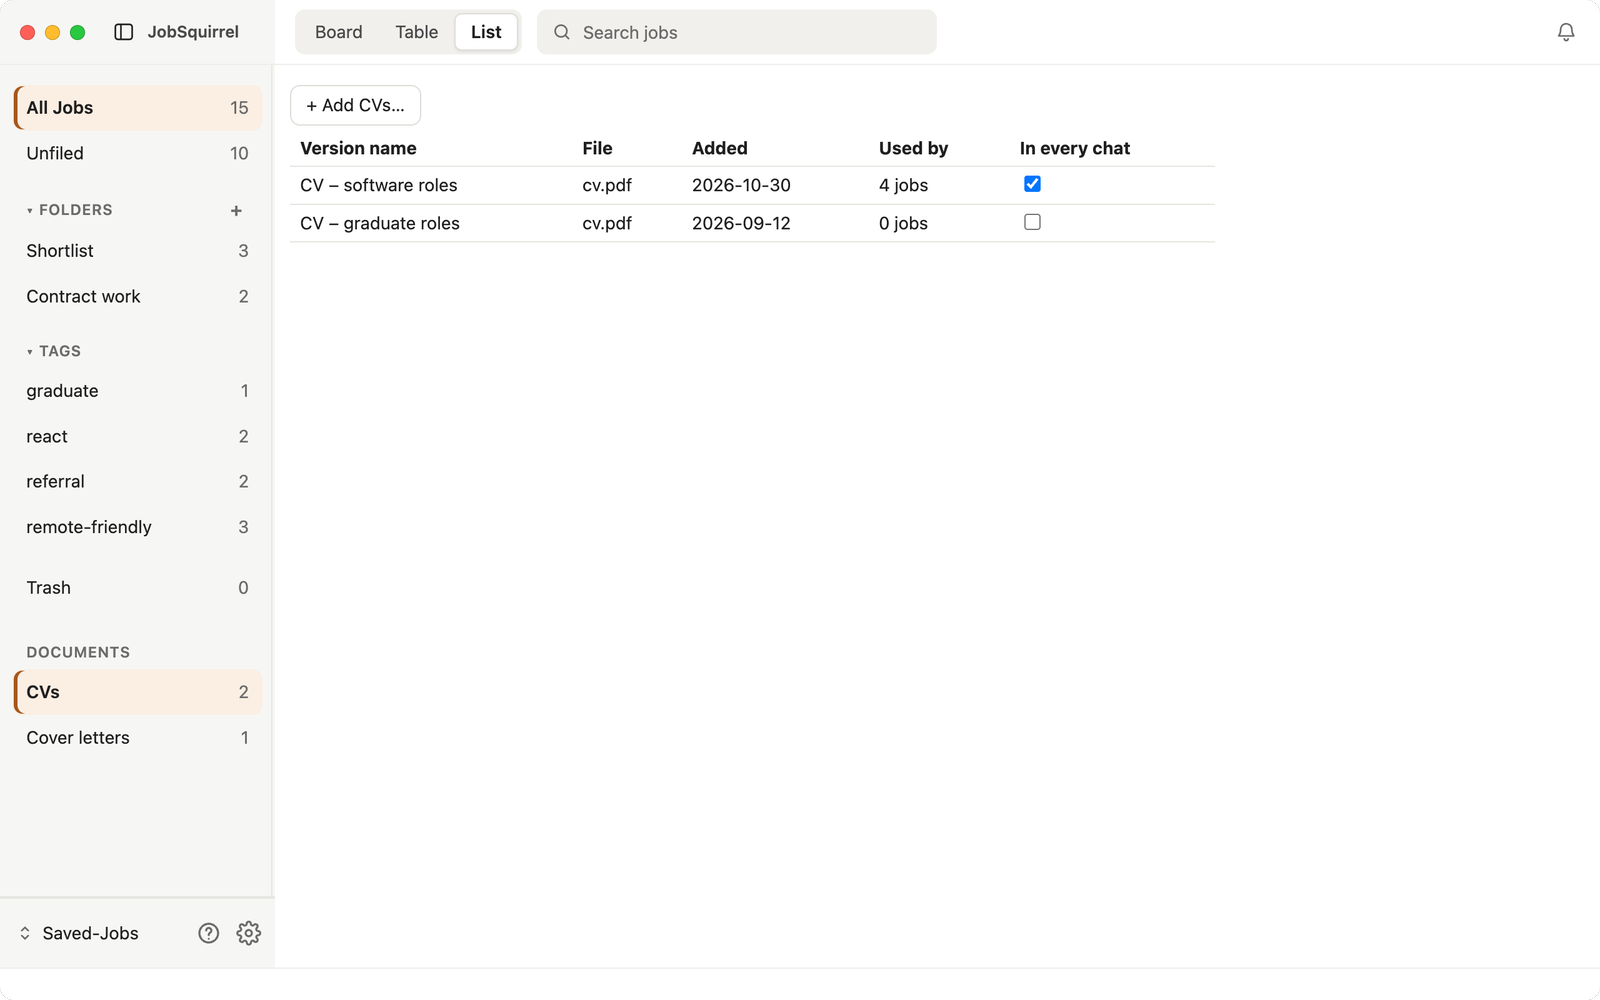 JobSquirrel
Board Table List
Search jobs
All Jobs 15
Unfiled 10
FOLDERS +
Shortlist 3
Contract work 2
TAGS
graduate 1
react 2
referral 2
remote-friendly 3
Trash 0
DOCUMENTS
CVs 2
Cover letters 1
Saved-Jobs
+ Add CVs...
Version name File Added Used by In every chat
CV – software roles cv.pdf 2026-10-30 4 jobs
CV – graduate roles cv.pdf 2026-09-12 0 jobs